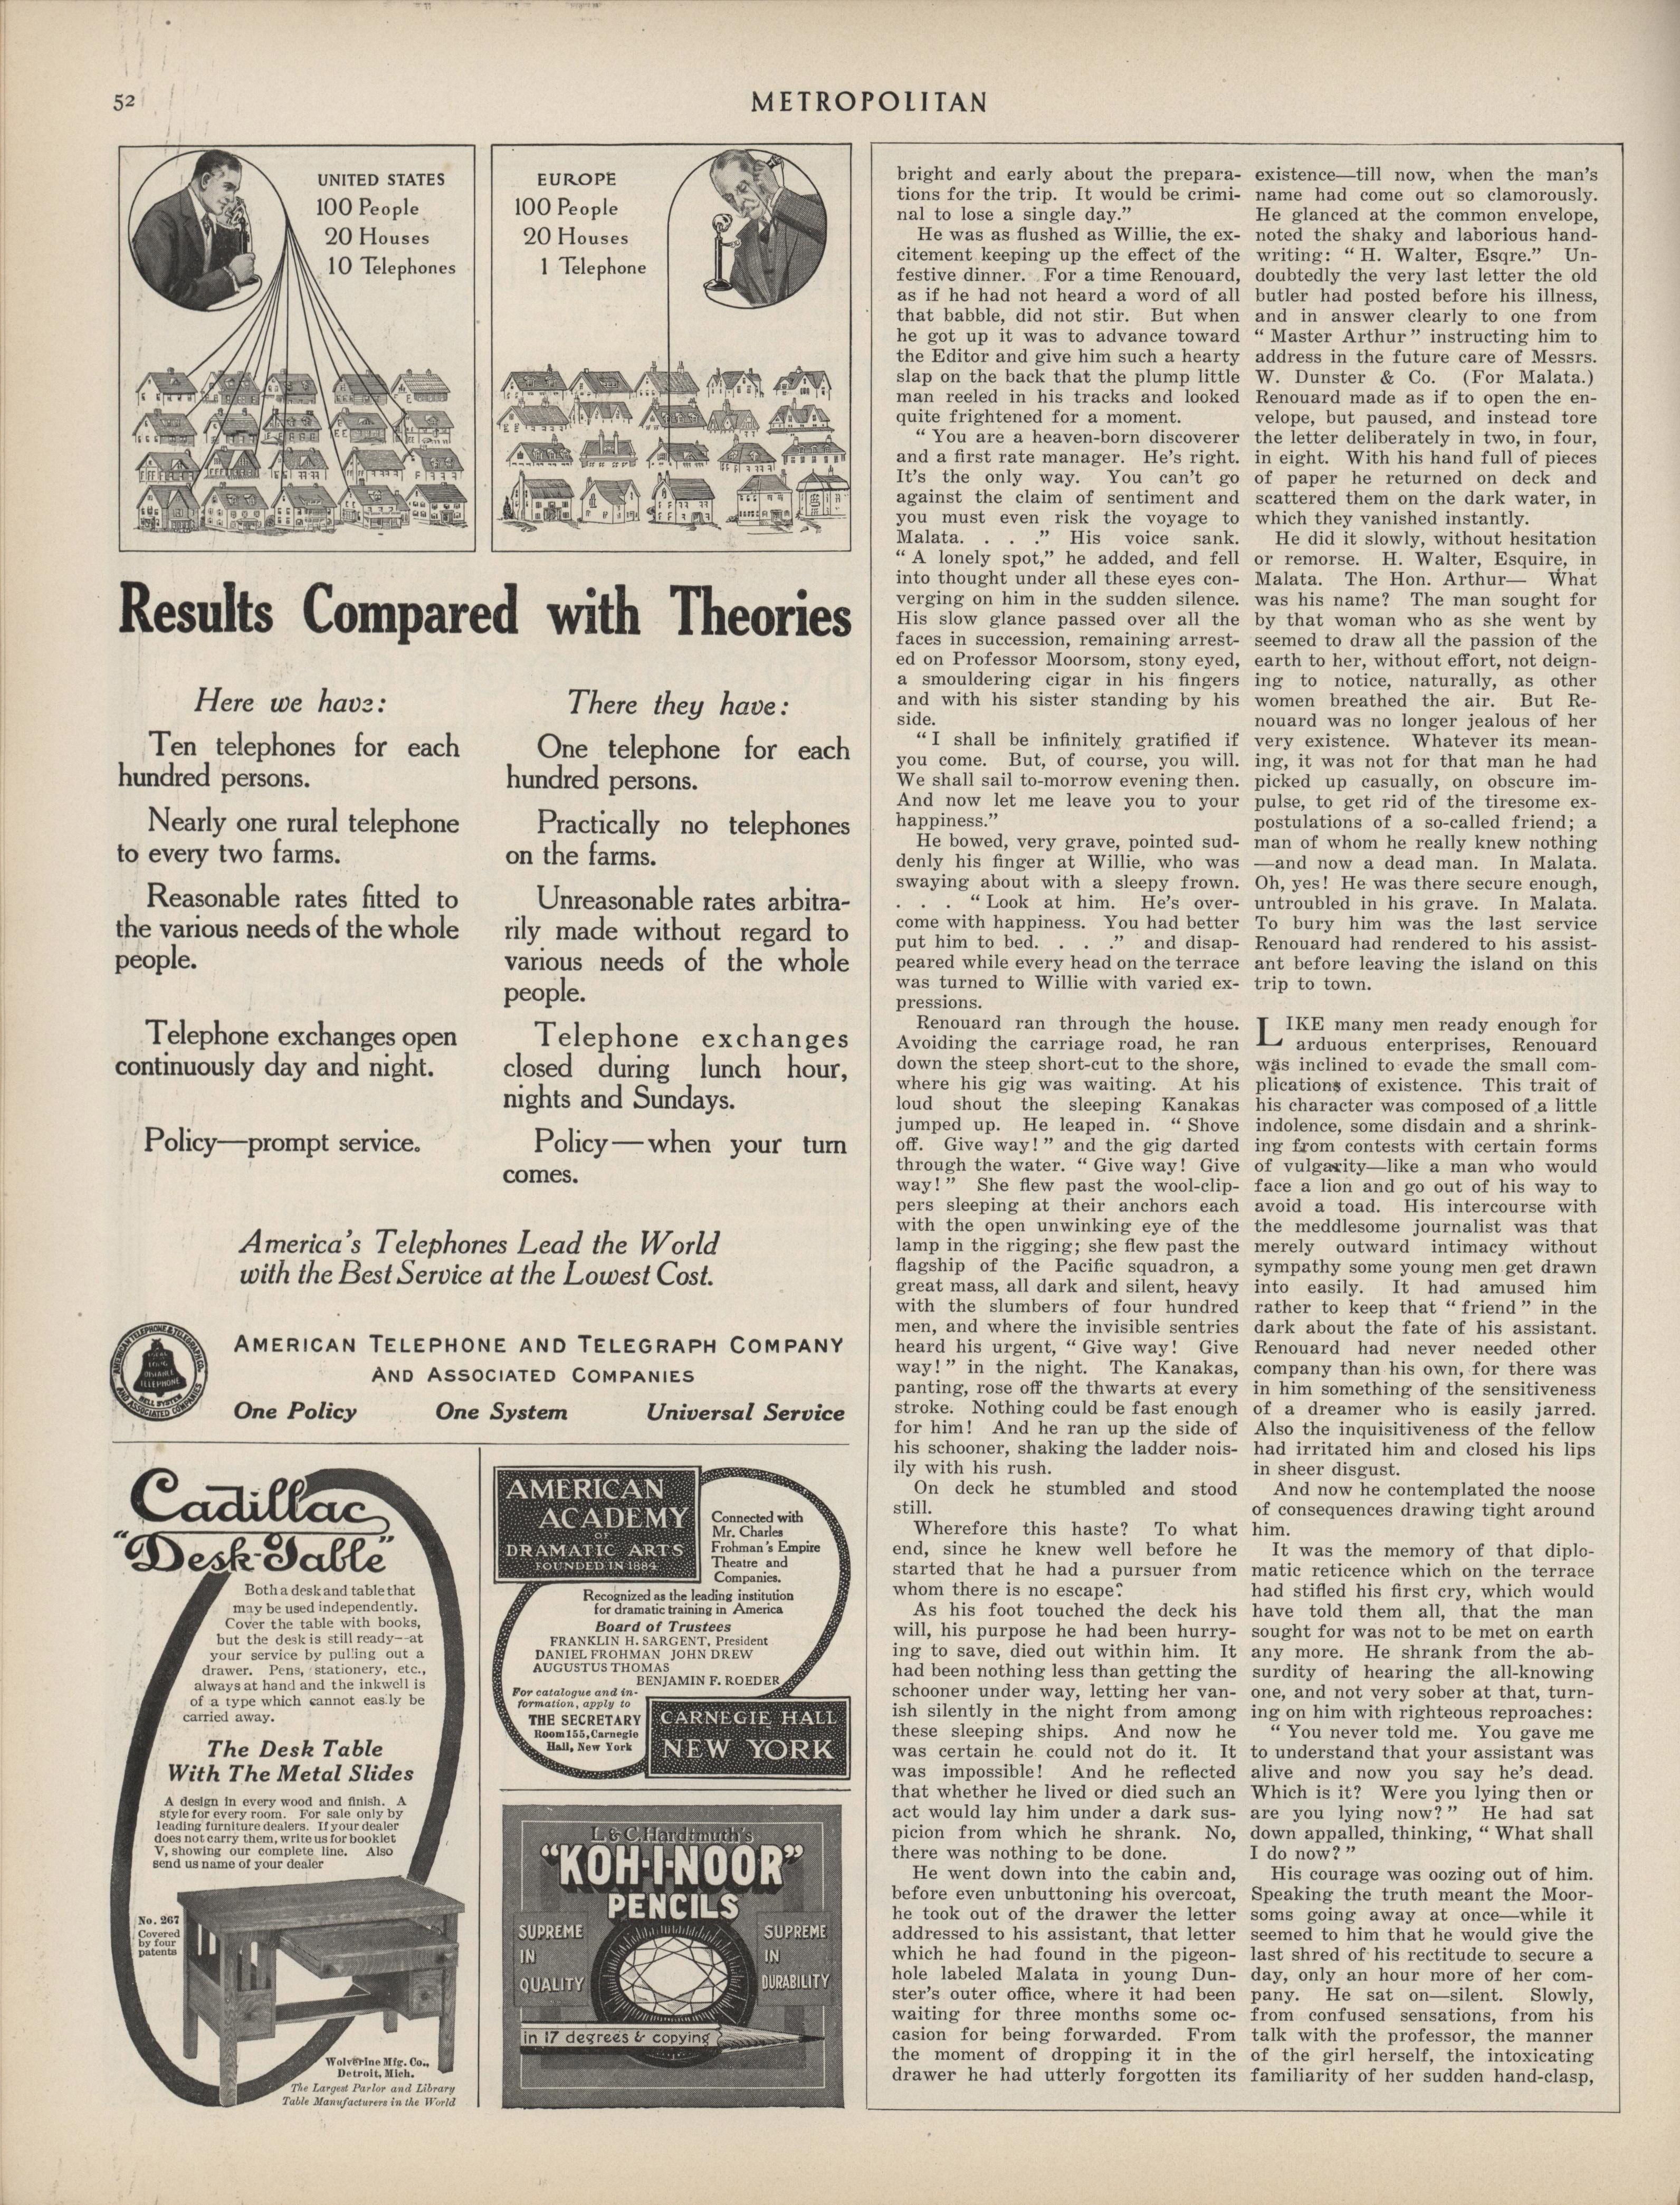 52
METROPOLITAN
UNITED STATES
100 People
20 Houses
10 Telephones
EUROPE
100 People
20 Houses
1 Telephone
Results Compared with Theories
Here we have:
Ten telephones for each
hundred persons.
Nearly one rural telephone
to every two farms.
Reasonable rates fitted to
the various needs of the whole
people.
Telephone exchanges open
continuously day and night.
Policy—prompt service.
There they have:
One telephone for each
hundred persons.
Practically no telephones
on the farms.
Unreasonable rates arbitra-
rily made without regard to
various needs of the whole
people.
Telephone exchanges
closed during lunch hour,
nights and Sundays.
Policy—when your turn
comes.
America's Telephones Lead the World
with the Best Service at the Lowest Cost.
AMERICAN TELEPHONE & TELEGRAPH CO.
AND ASSOCIATED COMPANIES
BELL SYSTEM
LOCAL
LONG
DISTANCE
TELEPHONE
AMERICAN TELEPHONE AND TELEGRAPH COMPANY
AND ASSOCIATED COMPANIES
One Policy One System Universal Service
Cadillac
"Desk-Table"
Both a desk and table that
may be used independently.
Cover the table with books,
but the desk is still ready--at
your service by pulling out a
drawer. Pens, stationery, etc.,
always at hand and the inkwell is
of a type which cannot easily be
carried away.
The Desk Table
With The Metal Slides
A design in every wood and finish. A
style for every room. For sale only by
leading furniture dealers. If your dealer
does not carry them, write us for booklet
V, showing our complete line. Also
send us name of your dealer
No. 267
Covered
by four
patents
Wolverine Mfg. Co.,
Detroit, Mich.
The Largest Parlor and Library
Table Manufacturers in the World
AMERICAN
ACADEMY
OF
DRAMATIC ARTS
FOUNDED IN 1884
Connected with
Mr. Charles
Frohman's Empire
Theatre and
Companies.
Recognized as the leading institution
for dramatic training in America
Board of Trustees
FRANKLIN H. SARGENT, President
DANIEL FROHMAN JOHN DREW
AUGUSTUS THOMAS
BENJAMIN F. ROEDER
For catalogue and in-
formation, apply to
THE SECRETARY
Room 155, Carnegie
Hall, New York
CARNEGIE HALL
NEW YORK
L. & C. Hardtmuth's
"KOH-I-NOOR"
PENCILS
SUPREME
IN
QUALITY
SUPREME
IN
DURABILITY
in 17 degrees & copying
bright and early about the prepara-
tions for the trip. It would be crimi-
nal to lose a single day."
He was as flushed as Willie, the ex-
citement keeping up the effect of the
festive dinner. For a time Renouard,
as if he had not heard a word of all
that babble, did not stir. But when
he got up it was to advance toward
the Editor and give him such a hearty
slap on the back that the plump little
man reeled in his tracks and looked
quite frightened for a moment.
"You are a heaven-born discoverer
and a first rate manager. He's right.
It's the only way. You can't go
against the claim of sentiment and
you must even risk the voyage to
Malata. . . ." His voice sank.
"A lonely spot," he added, and fell
into thought under all these eyes con-
verging on him in the sudden silence.
His slow glance passed over all the
faces in succession, remaining arrest-
ed on Professor Moorsom, stony eyed,
a smouldering cigar in his fingers
and with his sister standing by his
side.
"I shall be infinitely gratified if
you come. But, of course, you will.
We shall sail to-morrow evening then.
And now let me leave you to your
happiness."
He bowed, very grave, pointed sud-
denly his finger at Willie, who was
swaying about with a sleepy frown.
. . . "Look at him. He's over-
come with happiness. You had better
put him to bed. . . ." and disap-
peared while every head on the terrace
was turned to Willie with varied ex-
pressions.
Renouard ran through the house.
Avoiding the carriage road, he ran
down the steep short-cut to the shore,
where his gig was waiting. At his
loud shout the sleeping Kanakas
jumped up. He leaped in. "Shove
off. Give way!" and the gig darted
through the water. "Give way! Give
way!" She flew past the wool-clip-
pers sleeping at their anchors each
with the open unwinking eye of the
lamp in the rigging; she flew past the
flagship of the Pacific squadron, a
great mass, all dark and silent, heavy
with the slumbers of four hundred
men, and where the invisible sentries
heard his urgent, "Give way! Give
way!" in the night. The Kanakas,
panting, rose off the thwarts at every
stroke. Nothing could be fast enough
for him! And he ran up the side of
his schooner, shaking the ladder nois-
ily with his rush.
On deck he stumbled and stood
still.
Wherefore this haste? To what
end, since he knew well before he
started that he had a pursuer from
whom there is no escape?
As his foot touched the deck his
will, his purpose he had been hurry-
ing to save, died out within him. It
had been nothing less than getting the
schooner under way, letting her van-
ish silently in the night from among
these sleeping ships. And now he
was certain he could not do it. It
was impossible! And he reflected
that whether he lived or died such an
act would lay him under a dark sus-
picion from which he shrank. No,
there was nothing to be done.
He went down into the cabin and,
before even unbuttoning his overcoat,
he took out of the drawer the letter
addressed to his assistant, that letter
which he had found in the pigeon-
hole labeled Malata in young Dun-
ster's outer office, where it had been
waiting for three months some oc-
casion for being forwarded. From
the moment of dropping it in the
drawer he had utterly forgotten its
existence—till now, when the man's
name had come out so clamorously.
He glanced at the common envelope,
noted the shaky and laborious hand-
writing: "H. Walter, Esqre." Un-
doubtedly the very last letter the old
butler had posted before his illness,
and in answer clearly to one from
"Master Arthur" instructing him to
address in the future care of Messrs.
W. Dunster & Co. (For Malata.)
Renouard made as if to open the en-
velope, but paused, and instead tore
the letter deliberately in two, in four,
in eight. With his hand full of pieces
of paper he returned on deck and
scattered them on the dark water, in
which they vanished instantly.
He did it slowly, without hesitation
or remorse. H. Walter, Esquire, in
Malata. The Hon. Arthur— What
was his name? The man sought for
by that woman who as she went by
seemed to draw all the passion of the
earth to her, without effort, not deign-
ing to notice, naturally, as other
women breathed the air. But Re-
nouard was no longer jealous of her
very existence. Whatever its mean-
ing, it was not for that man he had
picked up casually, on obscure im-
pulse, to get rid of the tiresome ex-
postulations of a so-called friend; a
man of whom he really knew nothing
—and now a dead man. In Malata.
Oh, yes! He was there secure enough,
untroubled in his grave. In Malata.
To bury him was the last service
Renouard had rendered to his assist-
ant before leaving the island on this
trip to town.
LIKE many men ready enough for
arduous enterprises, Renouard
was inclined to evade the small com-
plications of existence. This trait of
his character was composed of a little
indolence, some disdain and a shrink-
ing from contests with certain forms
of vulgarity—like a man who would
face a lion and go out of his way to
avoid a toad. His intercourse with
the meddlesome journalist was that
merely outward intimacy without
sympathy some young men get drawn
into easily. It had amused him
rather to keep that "friend" in the
dark about the fate of his assistant.
Renouard had never needed other
company than his own, for there was
in him something of the sensitiveness
of a dreamer who is easily jarred.
Also the inquisitiveness of the fellow
had irritated him and closed his lips
in sheer disgust.
And now he contemplated the noose
of consequences drawing tight around
him.
It was the memory of that diplo-
matic reticence which on the terrace
had stifled his first cry, which would
have told them all, that the man
sought for was not to be met on earth
any more. He shrank from the ab-
surdity of hearing the all-knowing
one, and not very sober at that, turn-
ing on him with righteous reproaches:
"You never told me. You gave me
to understand that your assistant was
alive and now you say he's dead.
Which is it? Were you lying then or
are you lying now?" He had sat
down appalled, thinking, "What shall
I do now?"
His courage was oozing out of him.
Speaking the truth meant the Moor-
soms going away at once—while it
seemed to him that he would give the
last shred of his rectitude to secure a
day, only an hour more of her com-
pany. He sat on—silent. Slowly,
from confused sensations, from his
talk with the professor, the manner
of the girl herself, the intoxicating
familiarity of her sudden hand-clasp,